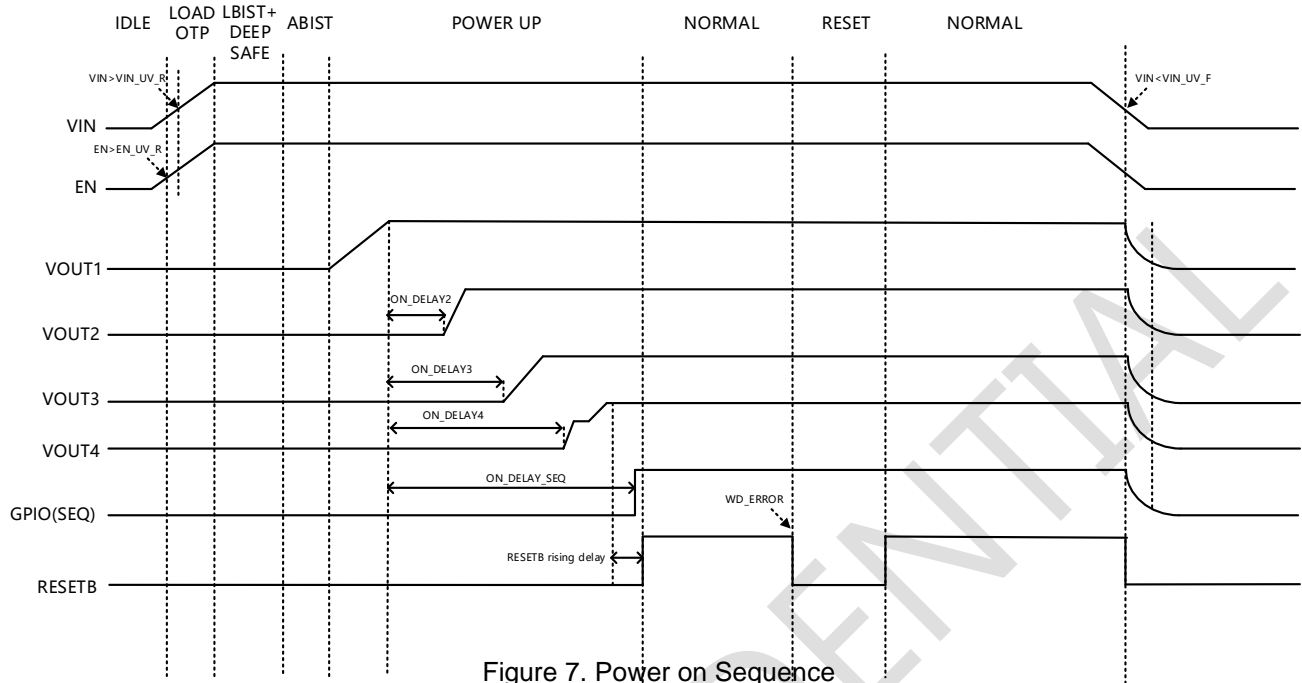 IDLE
LOAD
OTP
LBIST+
DEEP
SAFE
ABIST
POWER UP
NORMAL
RESET
NORMAL
VIN>VIN_UV_R
VIN<VIN_UV_F
VIN
EN>EN_UV_R
EN
VOUT1
ON_DELAY2
VOUT2
ON_DELAY3
VOUT3
ON_DELAY4
VOUT4
ON_DELAY_SEQ
WD_ERROR
GPIO(SEQ)
RESETB rising delay
RESETB
Figure 7. Power on Sequence
DENTIAL